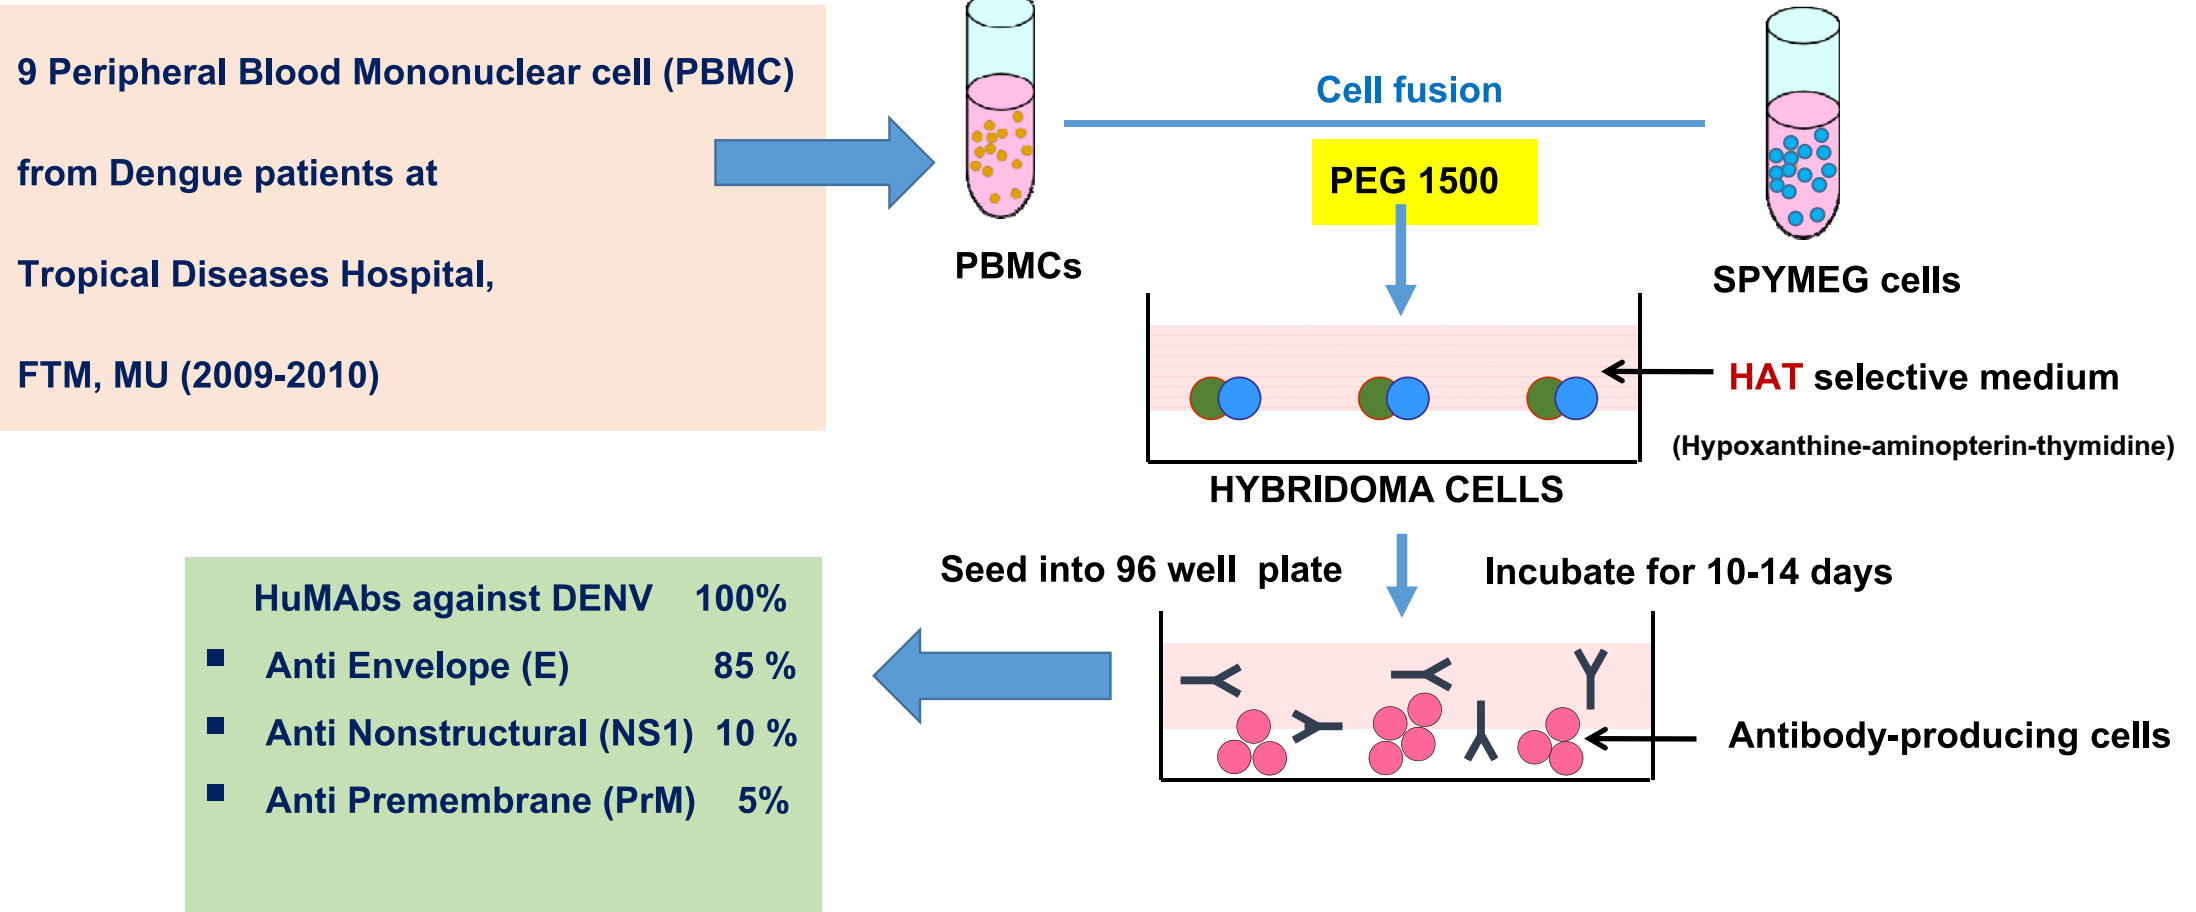 9 Peripheral Blood Mononuclear cell (PBMC)
from Dengue patients at
Tropical Diseases Hospital,
FTM, MU (2009-2010)
Cell fusion
PEG 1500
PBMCs
SPYMEG cells
HAT selective medium
(Hypoxanthine-aminopterin-thymidine)
HYBRIDOMA CELLS
Seed into 96 well plate
Incubate for 10-14 days
Antibody-producing cells
HuMAbs against DENV 100%
▪ Anti Envelope (E) 85 %
▪ Anti Nonstructural (NS1) 10 %
▪ Anti Premembrane (PrM) 5%